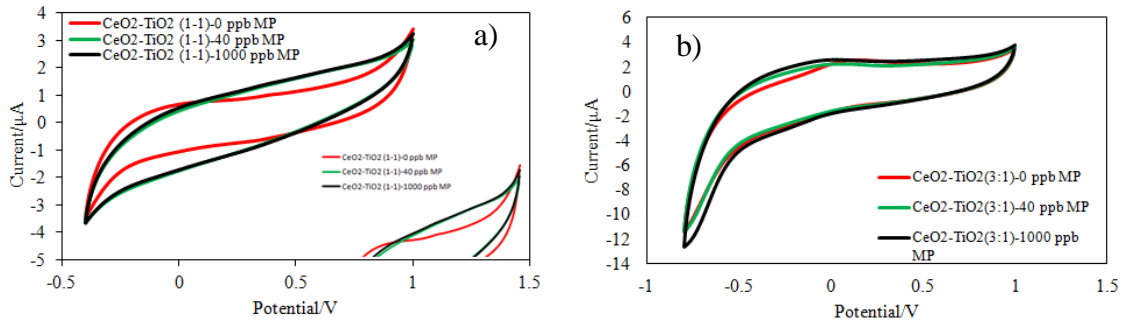 a)
CeO2-TiO2 (1-1)-0 ppb MP
CeO2-TiO2 (1-1)-40 ppb MP
CeO2-TiO2 (1-1)-1000 ppb MP
Current/µA
4
3
2
1
0
-1
-2
-3
-4
-5
CeO2-TiO2 (1-1)-0 ppb MP
CeO2-TiO2 (1-1)-40 ppb MP
CeO2-TiO2 (1-1)-1000 ppb MP
-0.5
0
0.5
1
1.5
Potential/V
b)
Current/µA
6
4
2
0
-2
-4
-6
-8
-10
-12
-14
CeO2-TiO2(3:1)-0 ppb MP
CeO2-TiO2(3:1)-40 ppb MP
CeO2-TiO2(3:1)-1000 ppb
MP
-1
-0.5
0
0.5
1
1.5
Potential/V